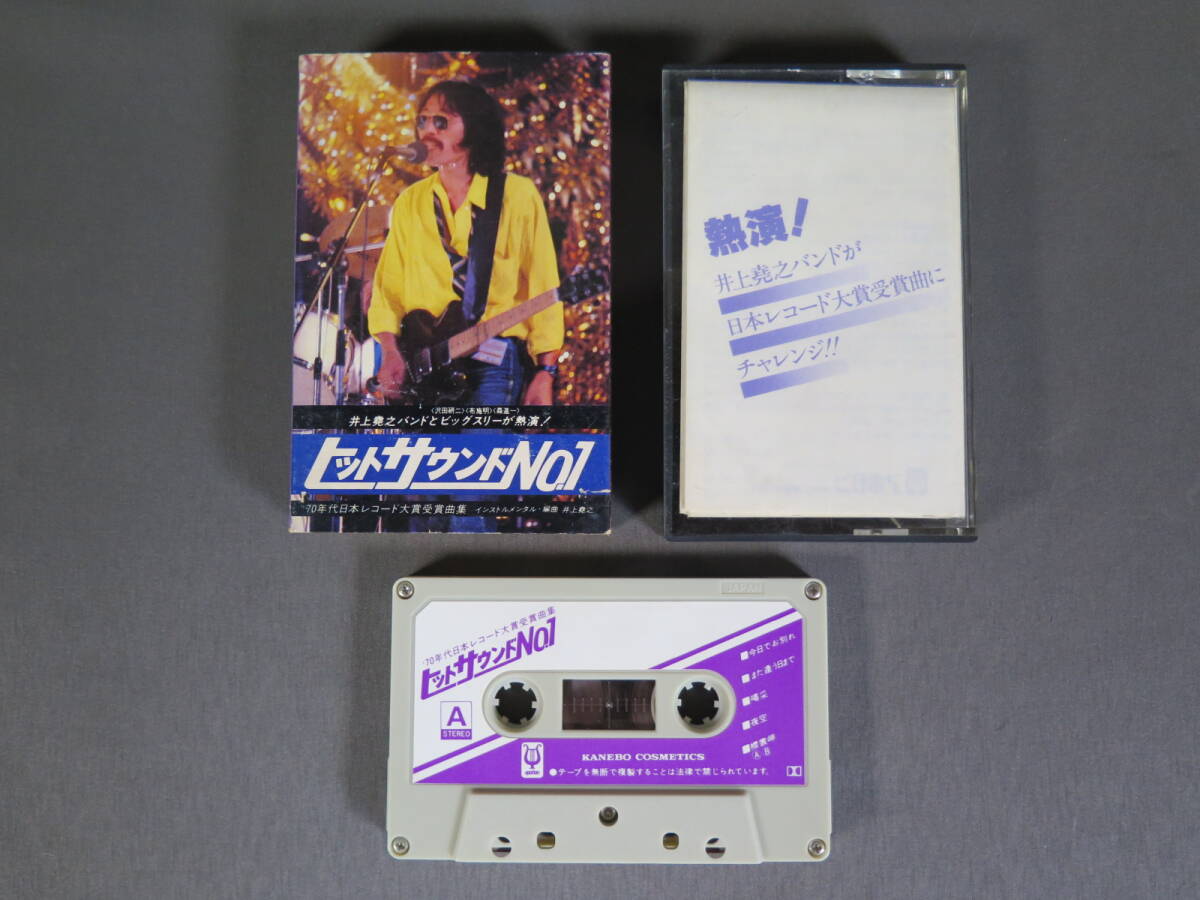 〈沢田研二〉〈布施明〉〈森進一〉
井上堯之バンドとビッグスリーが熱演!
ヒットサウンドNO.1
'70年代日本レコード大賞受賞曲集 インストルメンタル・編曲 井上堯之
熱演!
井上堯之バンドが
日本レコード大賞受賞曲に
チャレンジ!!
JAPAN
'70年代日本レコード大賞受賞曲集
ヒットサウンドNO.1
A
STEREO
■今日でお別れ
■また逢う日まで
■喝采
■夜空
■襟裳岬
A B
KANEBO COSMETICS
●テープを無断で複製することは法律で禁じられています。